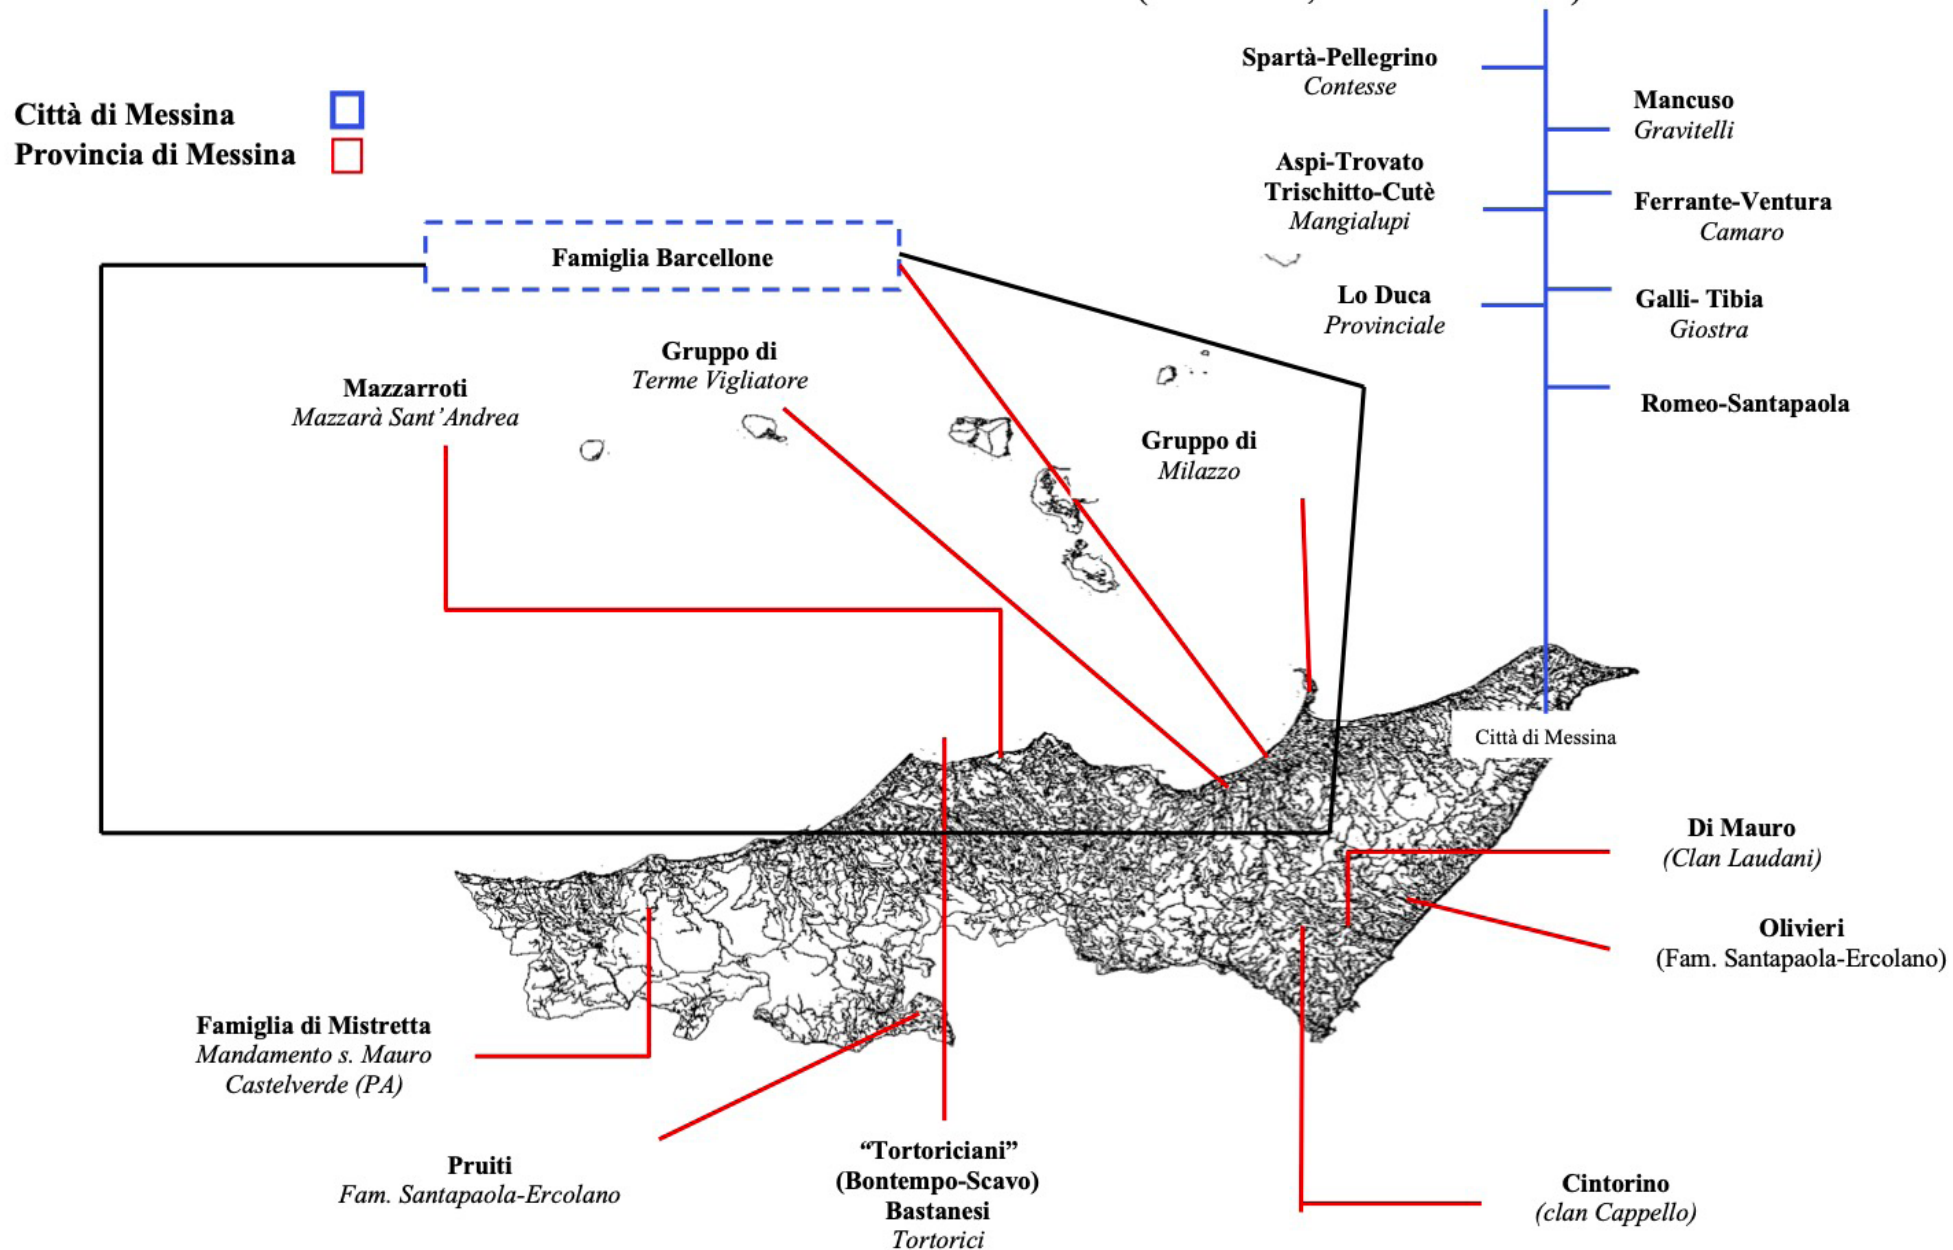 Città di Messina
Provincia di Messina
Famiglia Barcellone
Mazzarroti
Mazzarà Sant’Andrea
Gruppo di
Terme Vigliatore
Gruppo di
Milazzo
Spartà-Pellegrino
Contesse
Mancuso
Gravitelli
Aspi-Trovato
Trischitto-Cutè
Mangialupi
Ferrante-Ventura
Camaro
Lo Duca
Provinciale
Galli- Tibia
Giostra
Romeo-Santapaola
Città di Messina
Di Mauro
(Clan Laudani)
Olivieri
(Fam. Santapaola-Ercolano)
Famiglia di Mistretta
Mandamento s. Mauro
Castelverde (PA)
Pruiti
Fam. Santapaola-Ercolano
“Tortoriciani”
(Bontempo-Scavo)
Bastanesi
Tortorici
Cintorino
(clan Cappello)